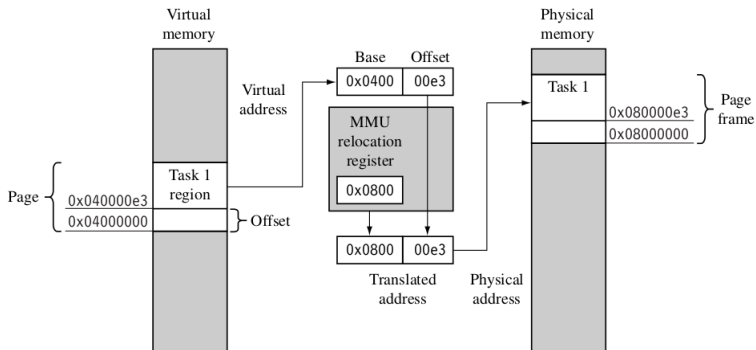 Virtual
memory
Physical
memory
Base
Offset
0x0400
00e3
Virtual
address
Task 1
0x080000e3
0x08000000
Page
frame
MMU
relocation
register
0x0800
Page
Task 1
region
0x040000e3
0x04000000
Offset
0x0800
00e3
Translated
address
Physical
address